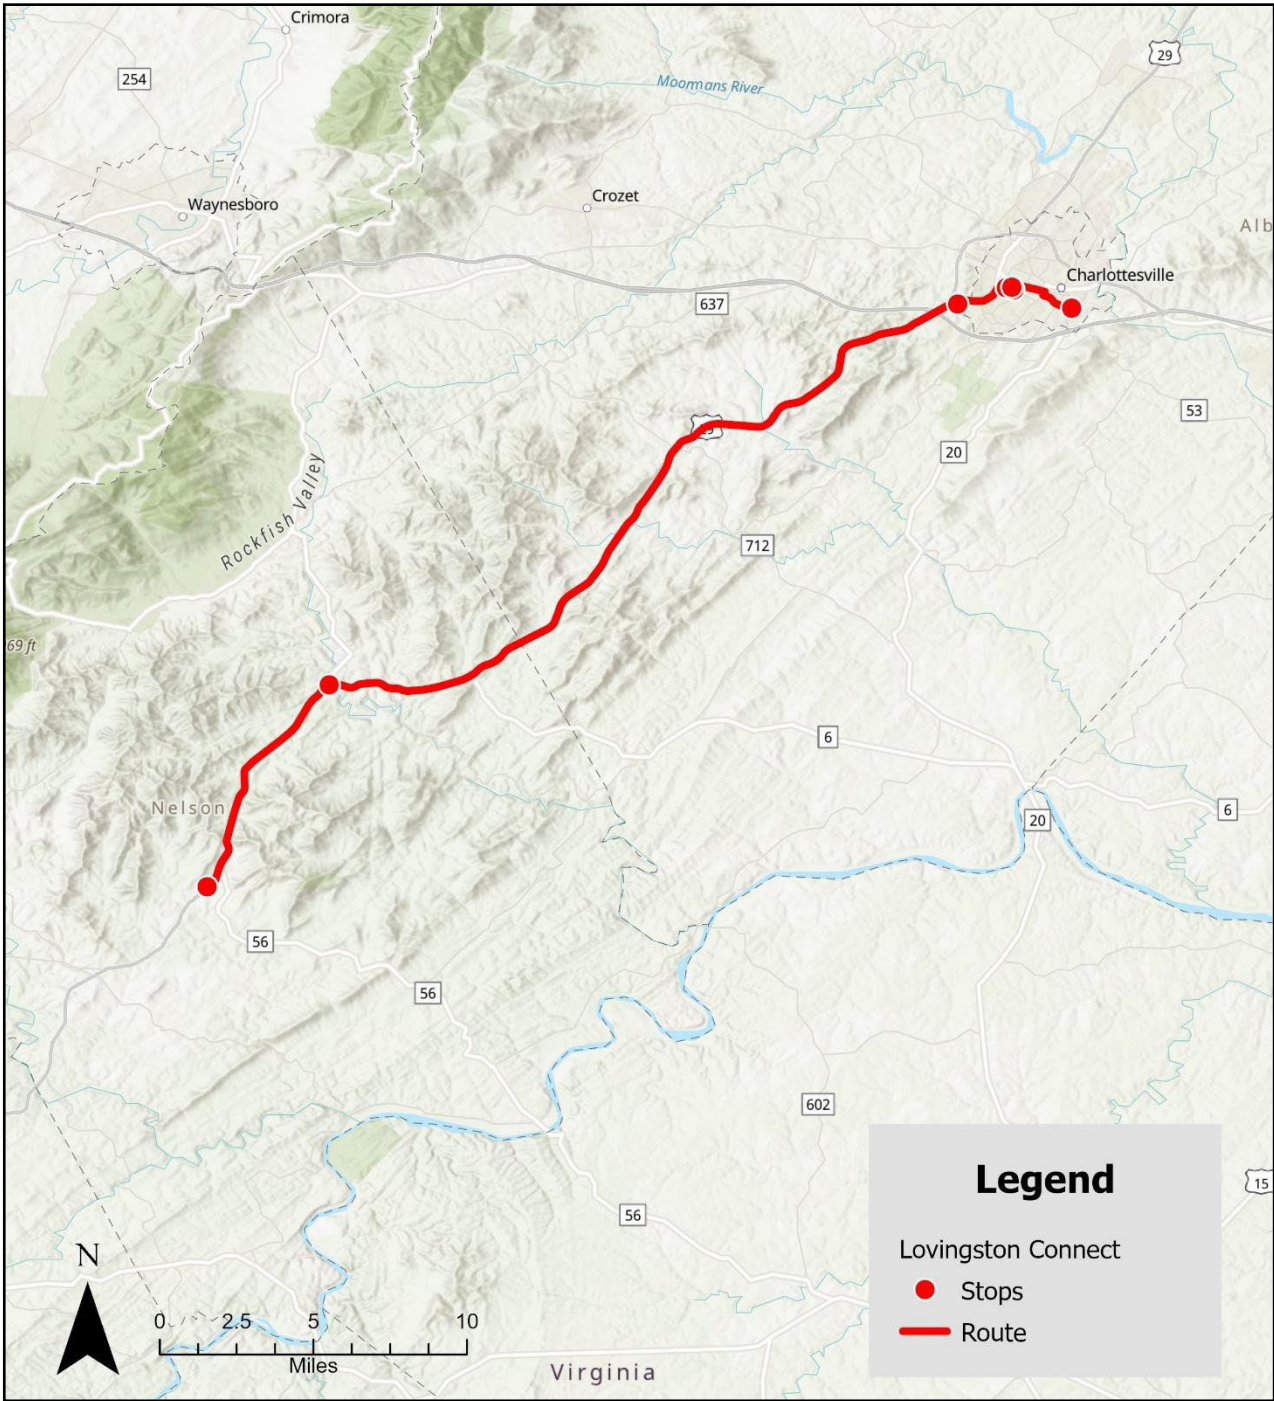 Crimora
29
254
Moormans River
Crozet
Waynesboro
Alb
Charlottesville
637
53
20
Rockfish Valley
712
69 ft
6
Nelson
6
20
56
56
602
Legend
15
56
Lovingston Connect
N
Stops
0 2.5 5 10
Route
Miles
Virginia